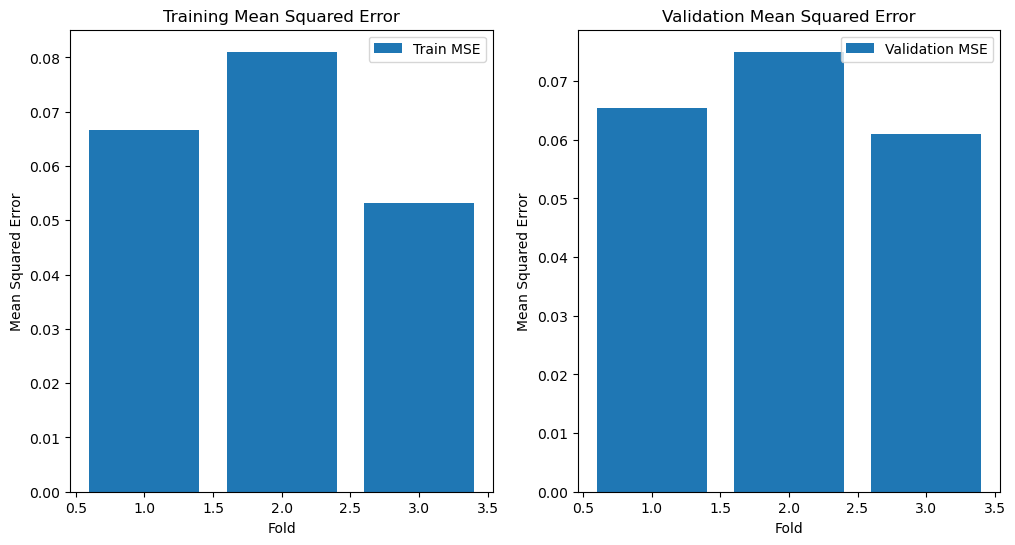 Training Mean Squared Error
Train MSE
0.08
0.07
0.06
0.05
0.04
0.03
0.02
0.01
0.00
Mean Squared Error
0.5 1.0 1.5 2.0 2.5 3.0 3.5
Fold
Validation Mean Squared Error
Validation MSE
0.07
0.06
0.05
0.04
0.03
0.02
0.01
0.00
Mean Squared Error
0.5 1.0 1.5 2.0 2.5 3.0 3.5
Fold